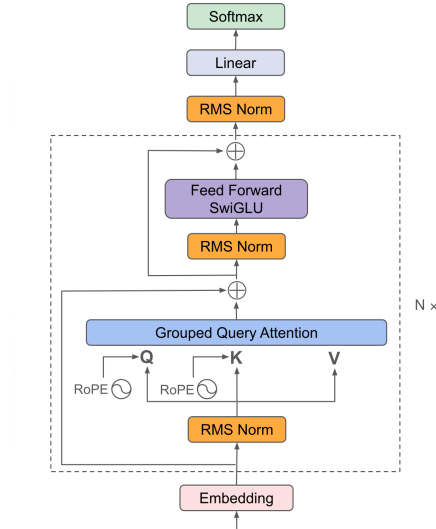 Softmax
Linear
RMS Norm
Feed Forward
SwiGLU
RMS Norm
N ×
Grouped Query Attention
Q K V
RoPE RoPE
RMS Norm
Embedding